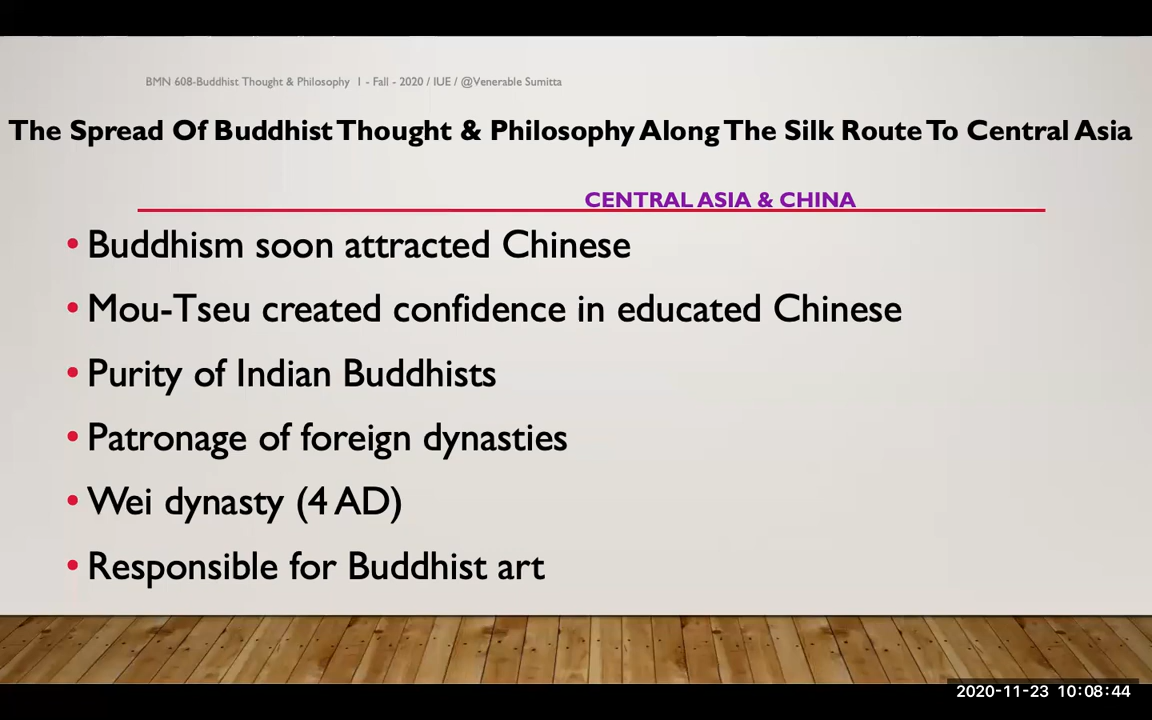 BMN 608-Buddhist Thought & Philosophy 1 - Fall - 2020 / IUE / @Venerable Sumitta
The Spread Of Buddhist Thought & Philosophy Along The Silk Route To Central Asia
CENTRAL ASIA & CHINA
• Buddhism soon attracted Chinese
• Mou-Tseu created confidence in educated Chinese
• Purity of Indian Buddhists
• Patronage of foreign dynasties
• Wei dynasty (4 AD)
• Responsible for Buddhist art
2020-11-23 10:08:44